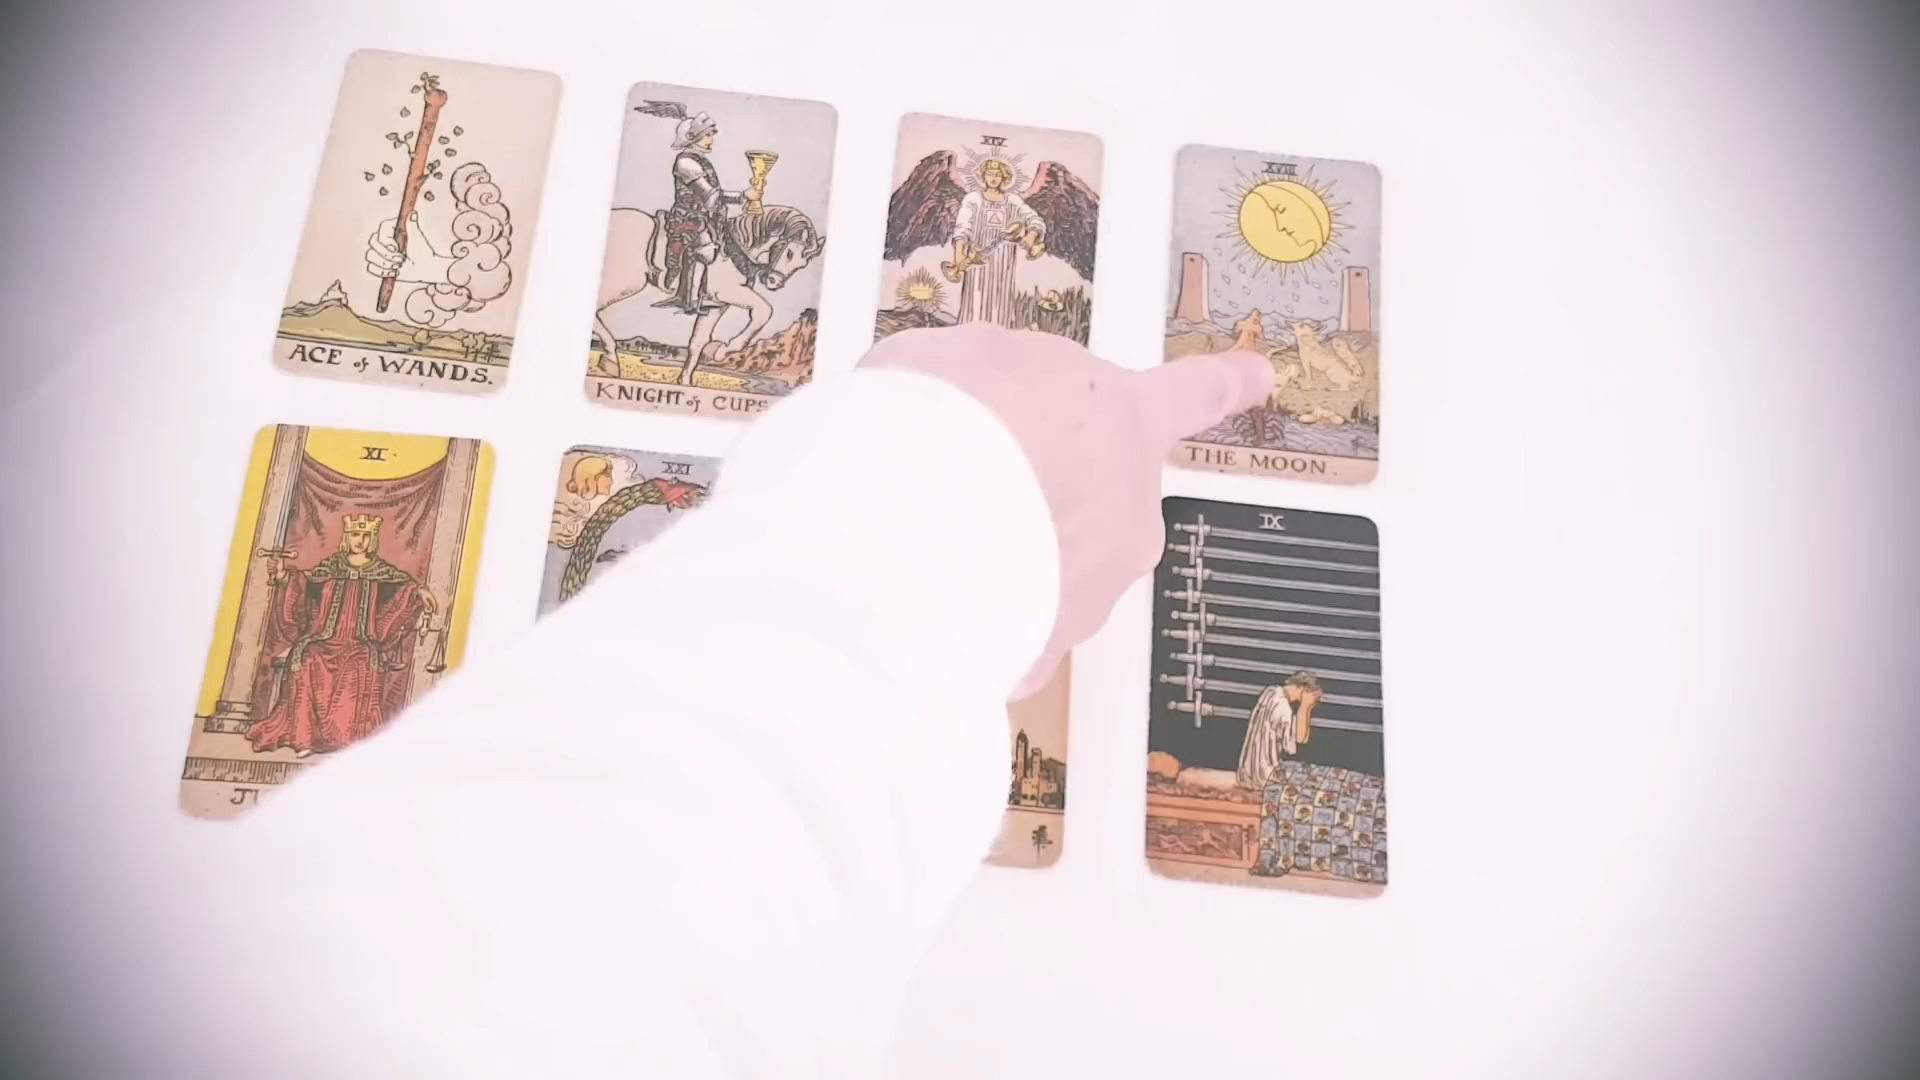 ACE of WANDS.
KNIGHT of CUPS
XIV
XVIII
THE MOON.
XI
XXI
IX